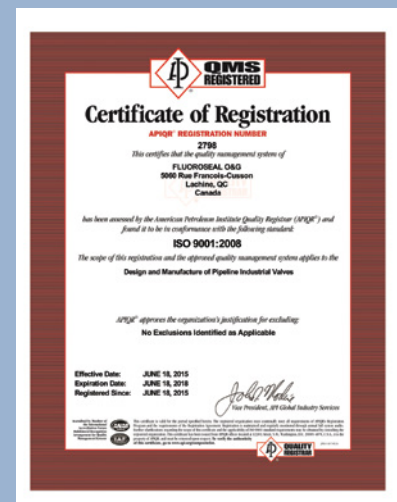 QMS
REGISTERED
Certificate of Registration
APIQR® REGISTRATION NUMBER
2798
This certifies that the quality management system of
FLUOROSEAL O&G
5060 Rue Francois-Cusson
Lachine, QC
Canada
has been assessed by the American Petroleum Institute Quality Registrar (APIQR®) and
found it to be in conformance with the following standard:
ISO 9001:2008
The scope of this registration and the approved quality management system applies to the
Design and Manufacture of Pipeline Industrial Valves
APIQR® approves the organization's justification for excluding:
No Exclusions Identified as Applicable
Effective Date: JUNE 18, 2015
Expiration Date: JUNE 18, 2018
Registered Since: JUNE 18, 2015
Vice President, API Global Industry Services
QUALITY
REGISTRAR